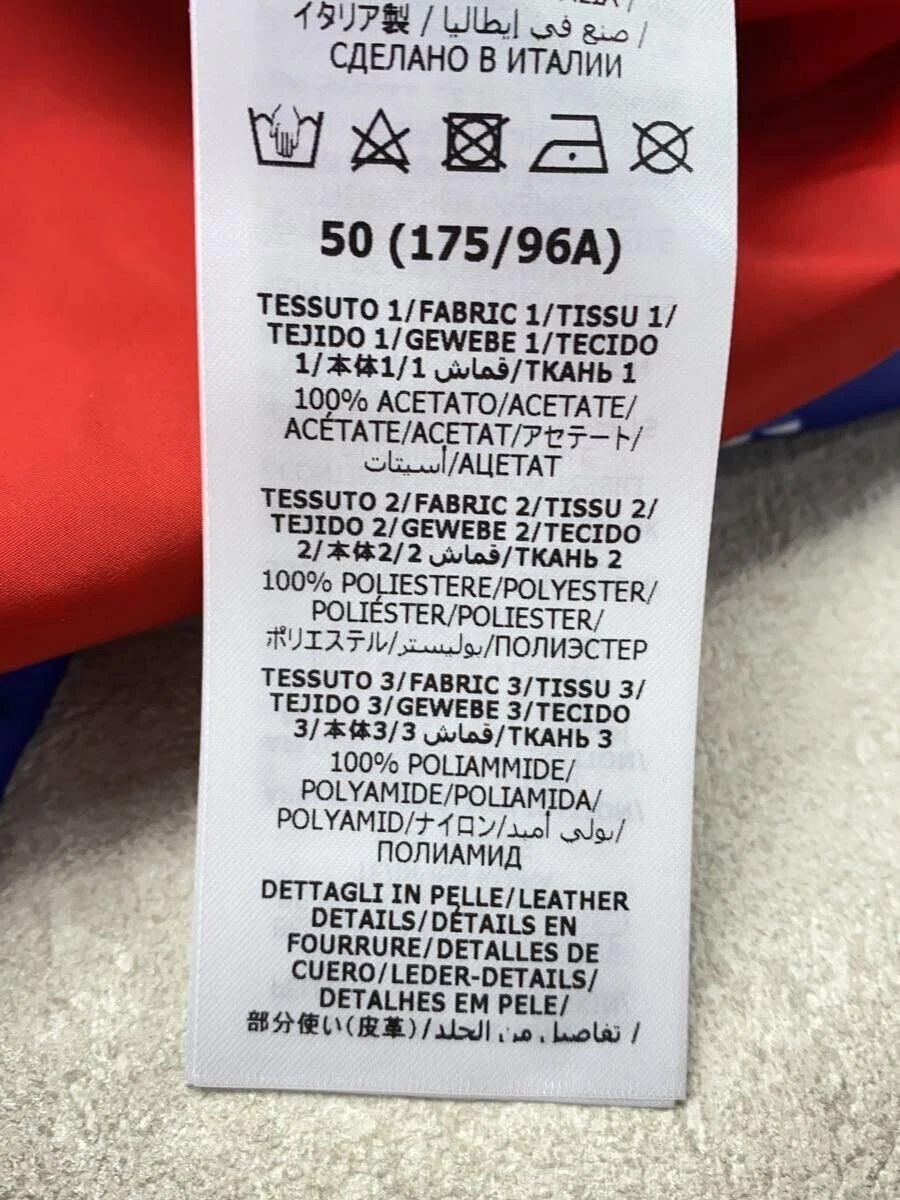 イタリア製 / صنع في إيطاليا /
СДЕЛАНО В ИТАЛИИ
50 (175/96A)
TESSUTO 1/FABRIC 1/TISSU 1/
TEJIDO 1/GEWEBE 1/TECIDO
1/本体1/1 قماش/ТКАНЬ 1
100% ACETATO/ACETATE/
ACÉTATE/ACETAT/アセテート/
أسيتات/АЦЕТАТ
TESSUTO 2/FABRIC 2/TISSU 2/
TEJIDO 2/GEWEBE 2/TECIDO
2/本体2/2 قماش/ТКАНЬ 2
100% POLIESTERE/POLYESTER/
POLIÉSTER/POLIESTER/
ポリエステル/بوليستر/ПОЛИЭСТЕР
TESSUTO 3/FABRIC 3/TISSU 3/
TEJIDO 3/GEWEBE 3/TECIDO
3/本体3/3 قماش/ТКАНЬ 3
100% POLIAMMIDE/
POLYAMIDE/POLIAMIDA/
POLYAMID/ナイロン/بولي أميد/
ПОЛИАМИД
DETTAGLI IN PELLE/LEATHER
DETAILS/DÉTAILS EN
FOURRURE/DETALLES DE
CUERO/LEDER-DETAILS/
DETALHES EM PELE/
部分使い(皮革)/تفاصيل من الجلد /